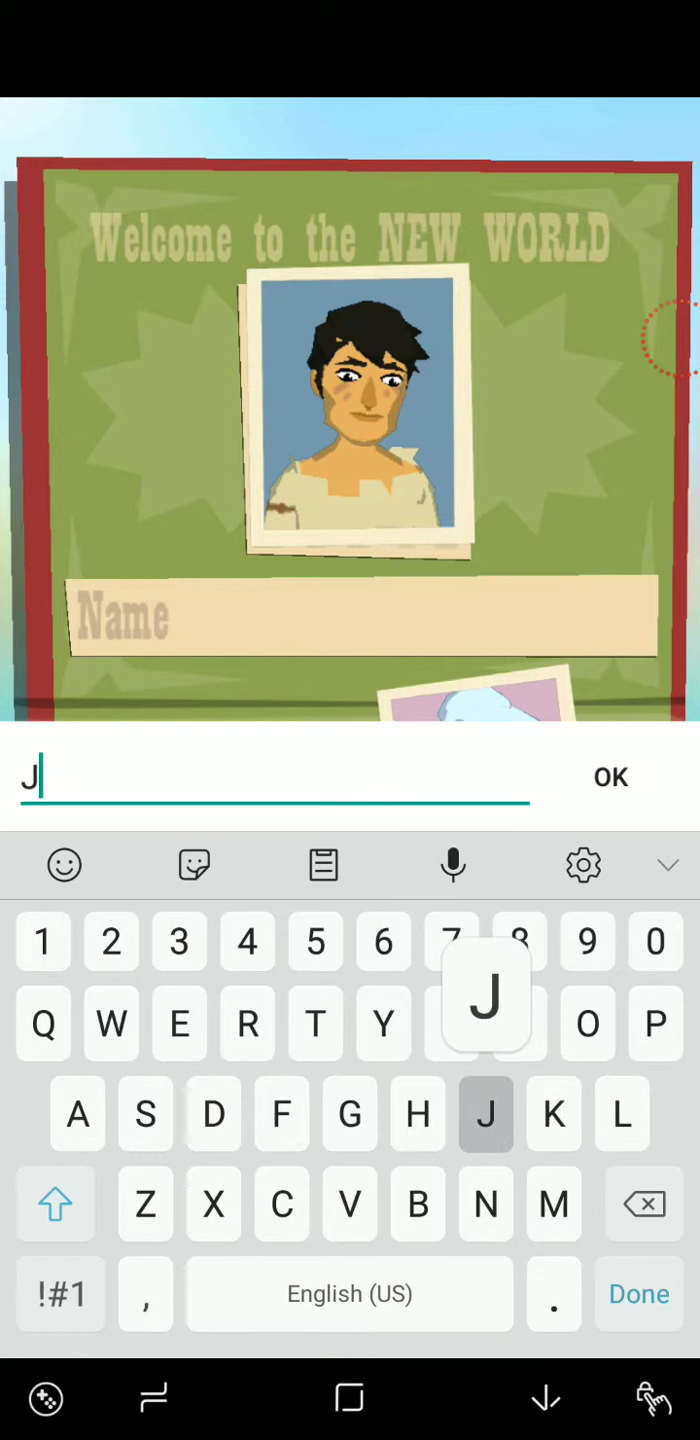 Welcome to the NEW WORLD
Name
J
OK
1 2 3 4 5 6 7 8 9 0
J
Q W E R T Y O P
A S D F G H J K L
Z X C V B N M
!#1 , English (US) . Done